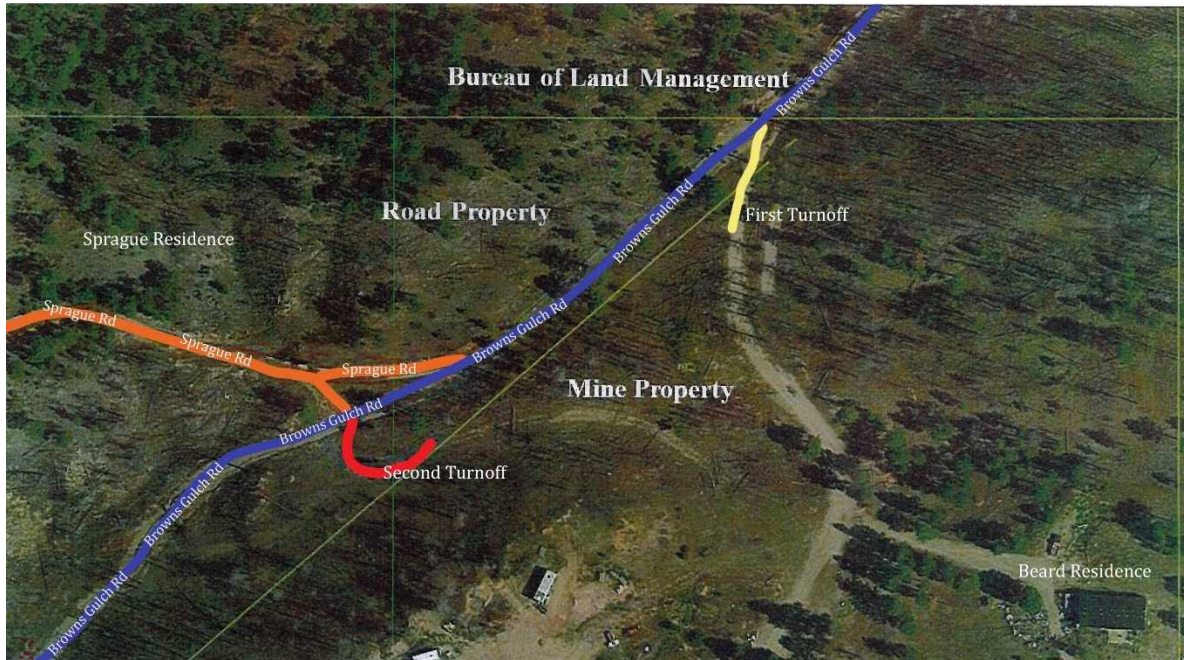 Browns Gulch Rd
Bureau of Land Management
Browns Gulch Rd
Road Property
First Turnoff
Sprague Residence
Browns Gulch Rd
Sprague Rd
Sprague Rd
Sprague Rd
Browns Gulch Rd
Mine Property
Browns Gulch Rd
Second Turnoff
Browns Gulch Rd
Beard Residence
Browns Gulch Rd